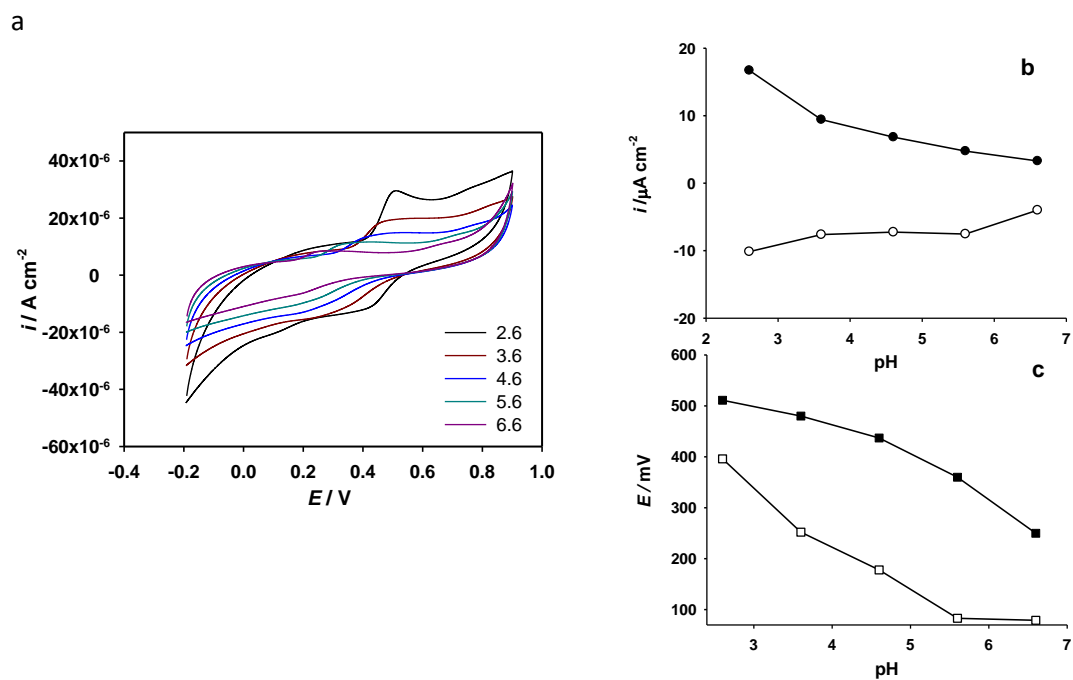 a
40x10⁻⁶
20x10⁻⁶
0
-20x10⁻⁶
-40x10⁻⁶
-60x10⁻⁶
i / A cm⁻²
2.6
3.6
4.6
5.6
6.6
-0.4 -0.2 0.0 0.2 0.4 0.6 0.8 1.0
E / V
b
20
10
0
-10
-20
i /µA cm⁻²
2 3 4 5 6 7
pH
c
600
500
400
300
200
100
E / mV
3 4 5 6 7
pH